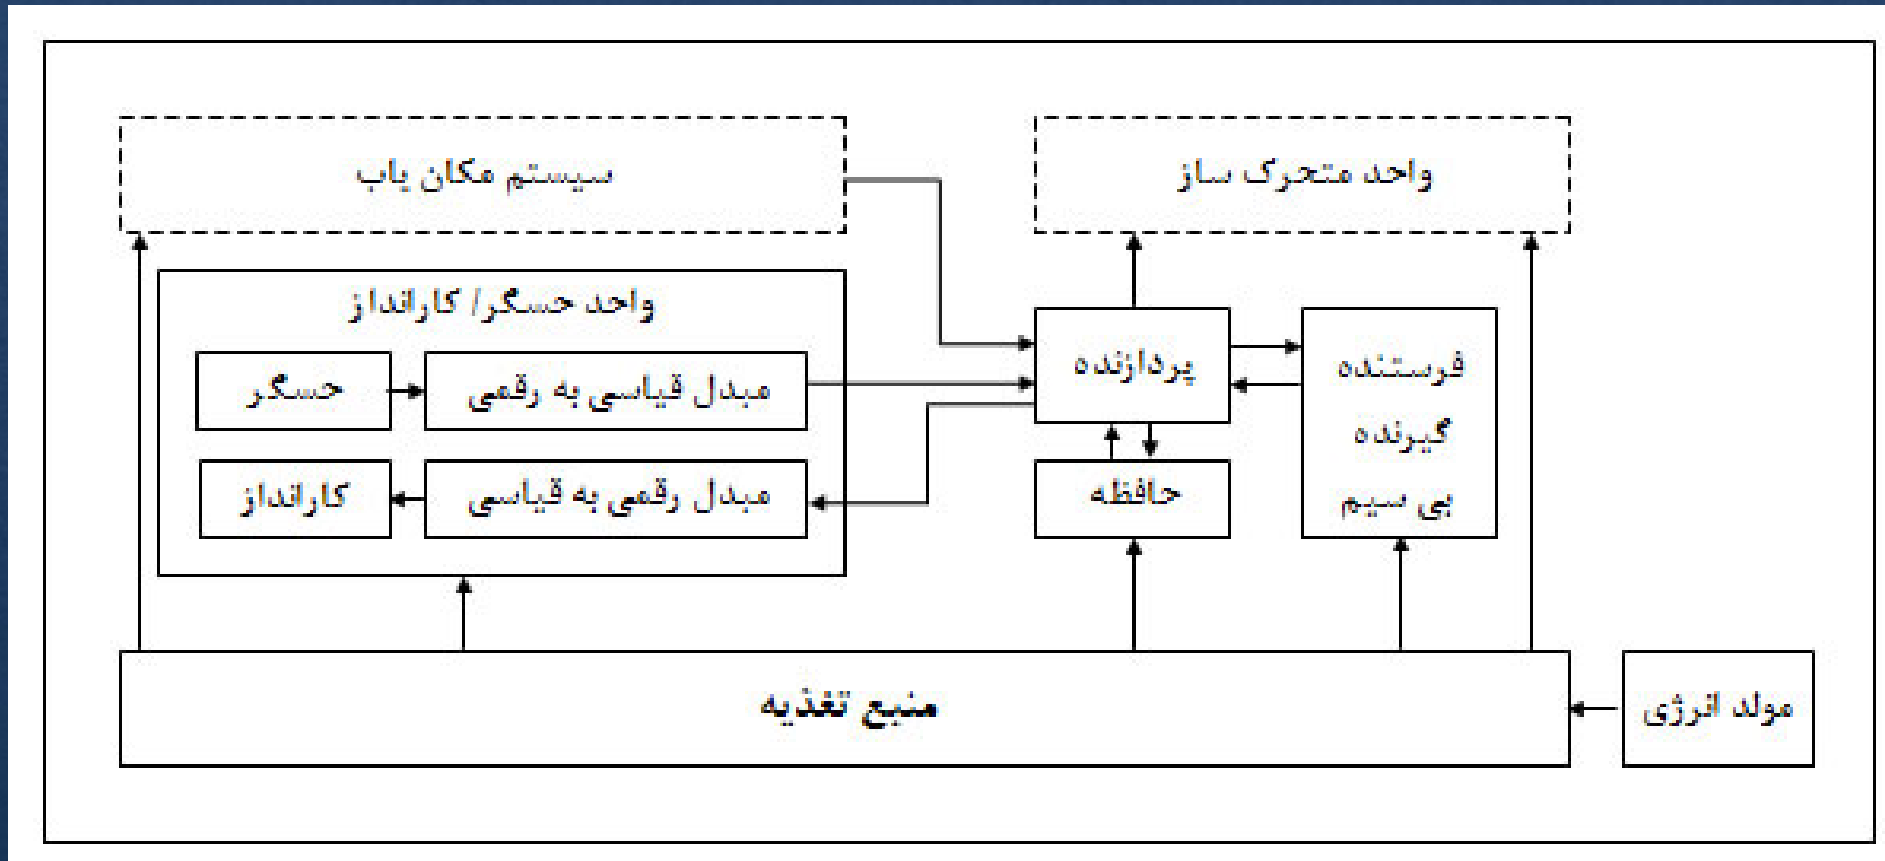 واحد متحرک ساز
سیستم مکان یاب
واحد حسگر/ کارانداز
حسگر
مبدل قیاسی به رقمی
کارانداز
مبدل رقمی به قیاسی
پردازنده
حافظه
فرستنده
گیرنده
بی سیم
منبع تغذیه
مولد انرژی